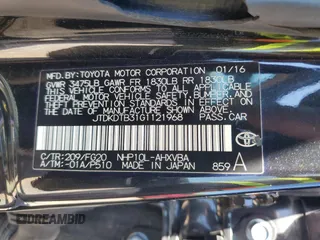 MFD. BY: TOYOTA MOTOR CORPORATION 01/16
GVWR 3475LB GAWR FR 1830LB RR 1830LB
THIS VEHICLE CONFORMS TO ALL APPLICABLE
FEDERAL MOTOR VEHICLE SAFETY, BUMPER, AND
THEFT PREVENTION STANDARDS IN EFFECT ON
THE DATE OF MANUFACTURE SHOWN ABOVE.
JTDKDTB31G1121968 PASS.CAR
C/TR:209/FG20 NHP10L-AHXVBA
A/TM:-01A/P510 MADE IN JAPAN 859 A
AUTOBIDMASTER